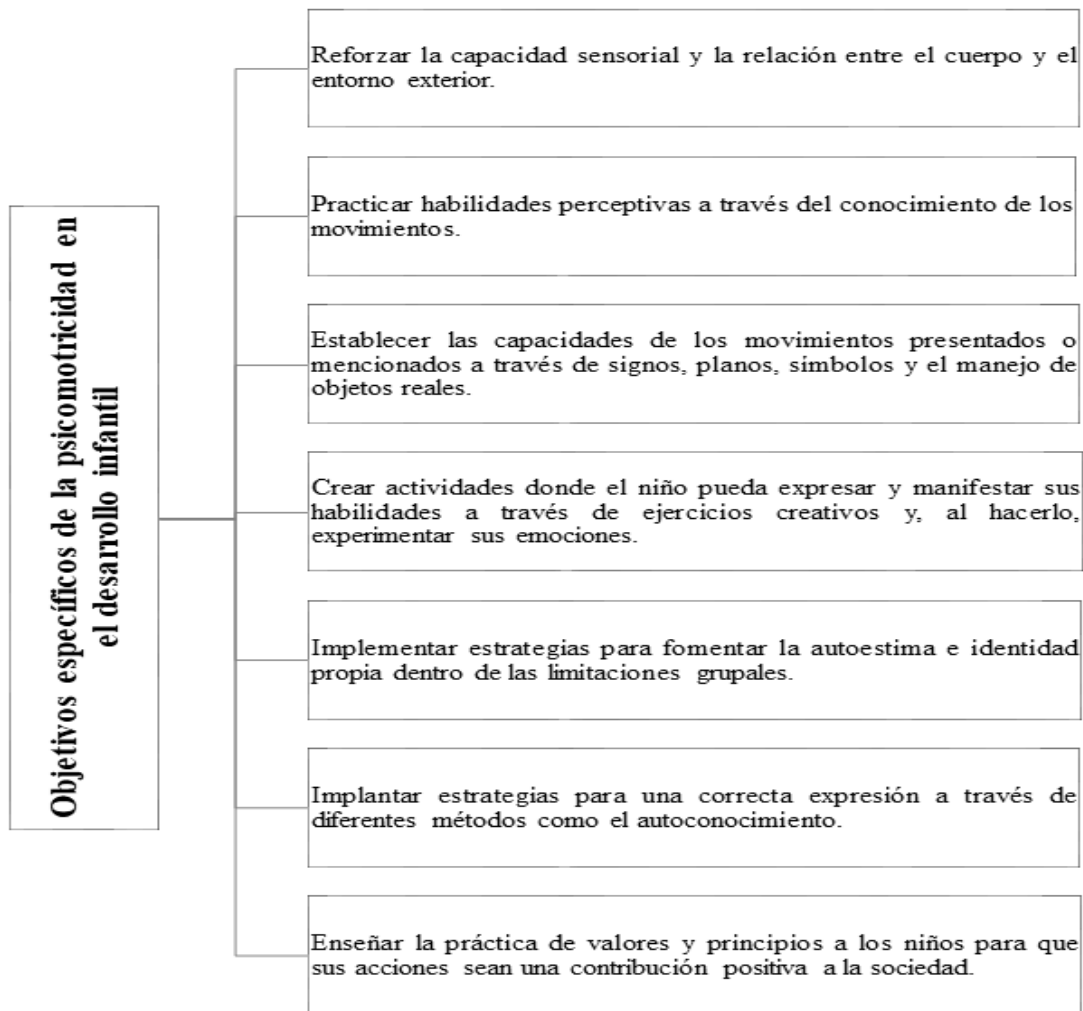 Objetivos específicos de la psicomotricidad en
el desarrollo infantil
Reforzar la capacidad sensorial y la relación entre el cuerpo y el
entorno exterior.
Practicar habilidades perceptivas a través del conocimiento de los
movimientos.
Establecer las capacidades de los movimientos presentados o
mencionados a través de signos, planos, símbolos y el manejo de
objetos reales.
Crear actividades donde el niño pueda expresar y manifestar sus
habilidades a través de ejercicios creativos y, al hacerlo,
experimentar sus emociones.
Implementar estrategias para fomentar la autoestima e identidad
propia dentro de las limitaciones grupales.
Implantar estrategias para una correcta expresión a través de
diferentes métodos como el autoconocimiento.
Enseñar la práctica de valores y principios a los niños para que
sus acciones sean una contribución positiva a la sociedad.